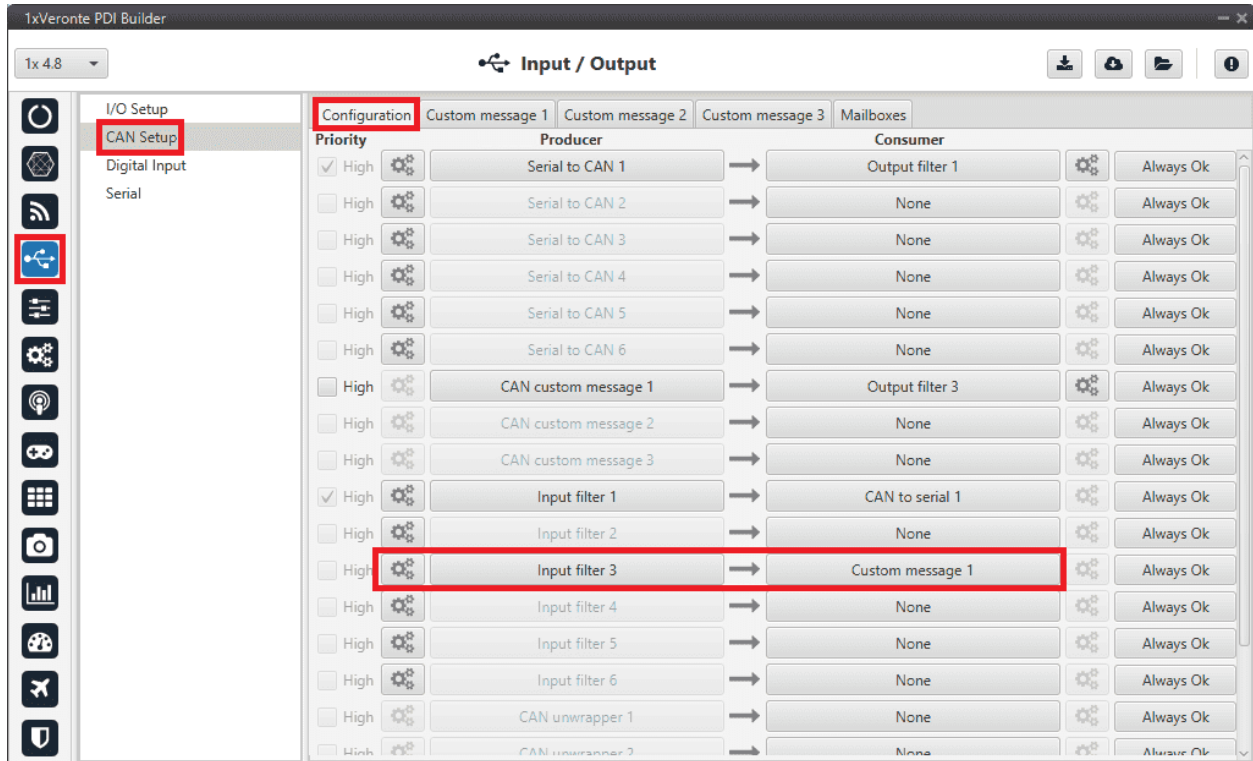 1xVeronte PDI Builder
1x 4.8
Input / Output
I/O Setup
CAN Setup
Digital Input
Serial
Configuration Custom message 1 Custom message 2 Custom message 3 Mailboxes
Priority Producer Consumer
High Serial to CAN 1 Output filter 1 Always Ok
High Serial to CAN 2 None Always Ok
High Serial to CAN 3 None Always Ok
High Serial to CAN 4 None Always Ok
High Serial to CAN 5 None Always Ok
High Serial to CAN 6 None Always Ok
High CAN custom message 1 Output filter 3 Always Ok
High CAN custom message 2 None Always Ok
High CAN custom message 3 None Always Ok
High Input filter 1 CAN to serial 1 Always Ok
High Input filter 2 None Always Ok
High Input filter 3 Custom message 1 Always Ok
High Input filter 4 None Always Ok
High Input filter 5 None Always Ok
High Input filter 6 None Always Ok
High CAN unwrapper 1 None Always Ok
High CAN unwrapper 2 None Always Ok